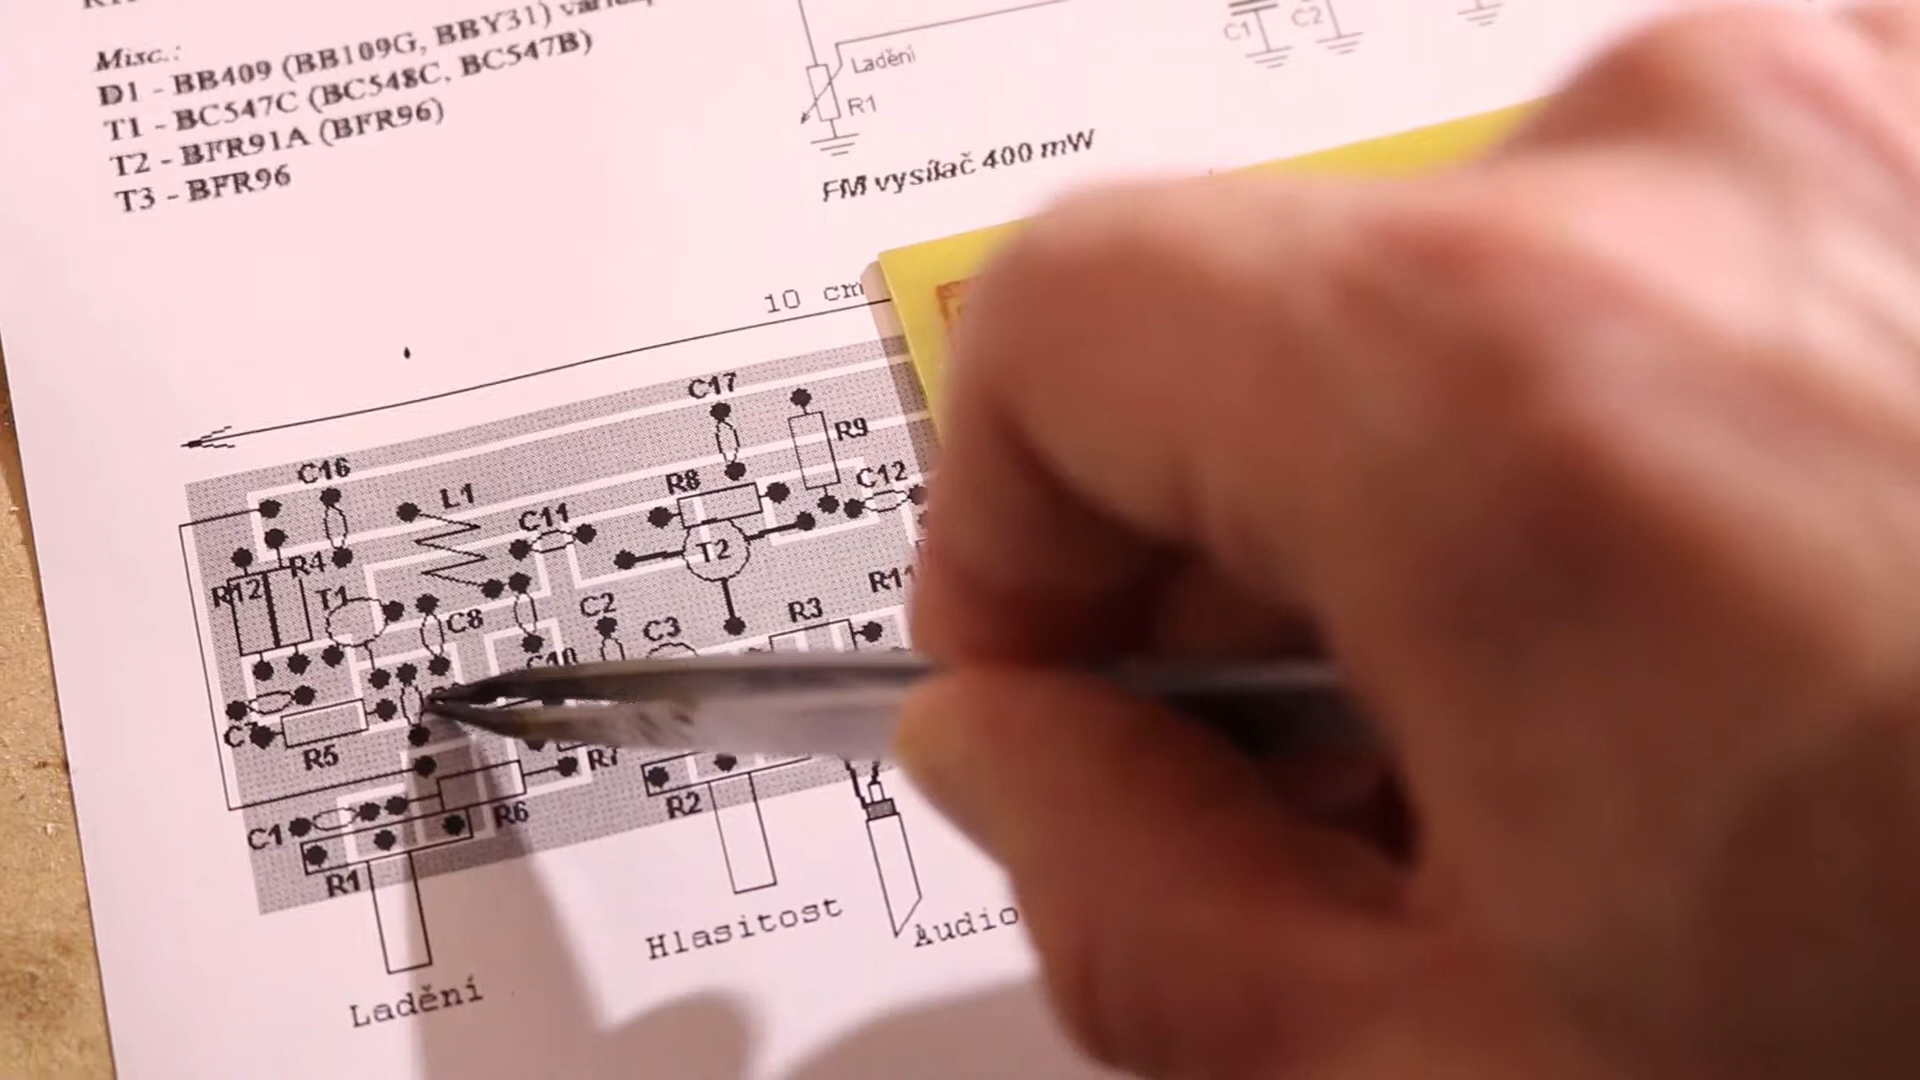 Misc.:
D1 - BB409 (BB109G, BBY31)
T1 - BC547C (BC548C, BC547B)
T2 - BFR91A (BFR96)
T3 - BFR96
C1 C2
Ladění
R1
FM vysílač 400 mW
10 cm
C17
R9
C16
L1
R8
C12
C11
R4
T2
R12
T1
R11
C2
R3
C8
C3
C10
C7
R5
R7
R2
R6
C1
R1
Hlasitost
Audio
Ladění